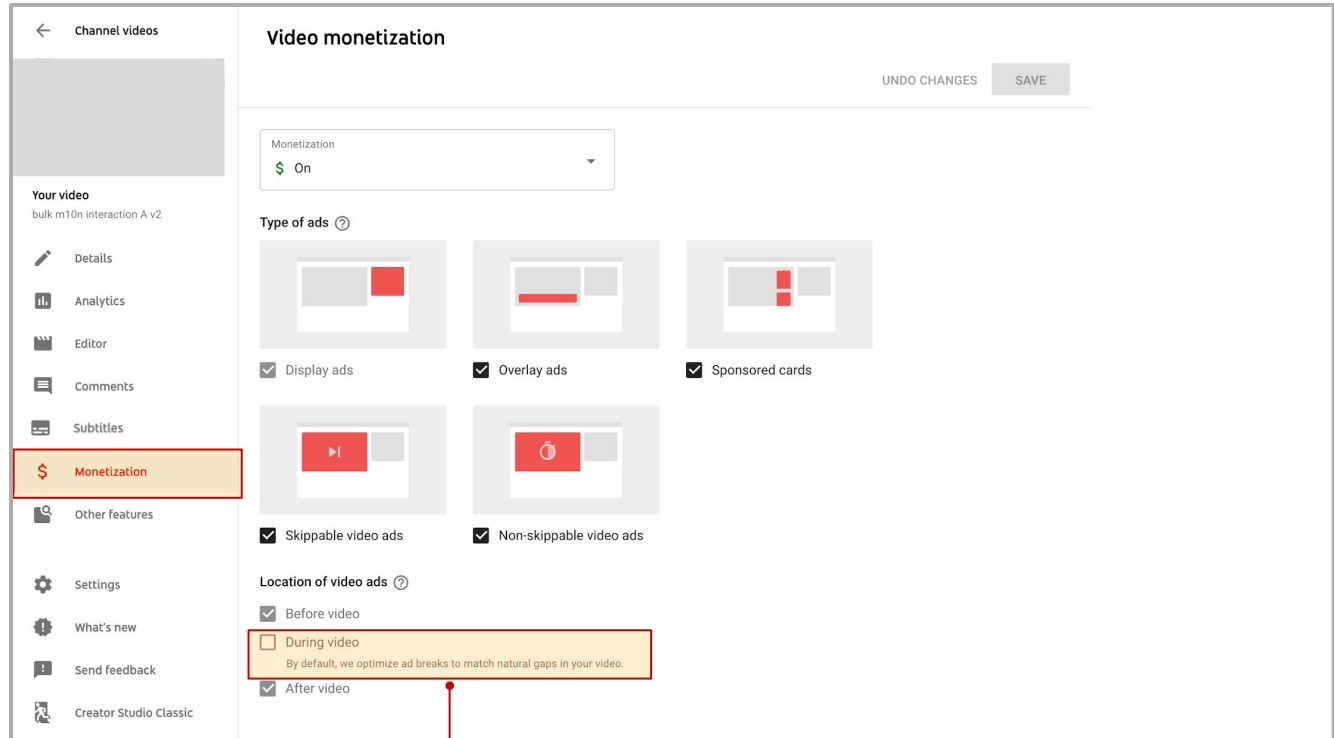 Channel videos
Your video
bulk m10n interaction A v2
Details
Analytics
Editor
Comments
Subtitles
$ Monetization
Other features
Settings
What's new
Send feedback
Creator Studio Classic
Video monetization
UNDO CHANGES SAVE
Monetization
$ On
Type of ads ?
Display ads Overlay ads Sponsored cards
Skippable video ads Non-skippable video ads
Location of video ads ?
Before video
During video
By default, we optimize ad breaks to match natural gaps in your video.
After video